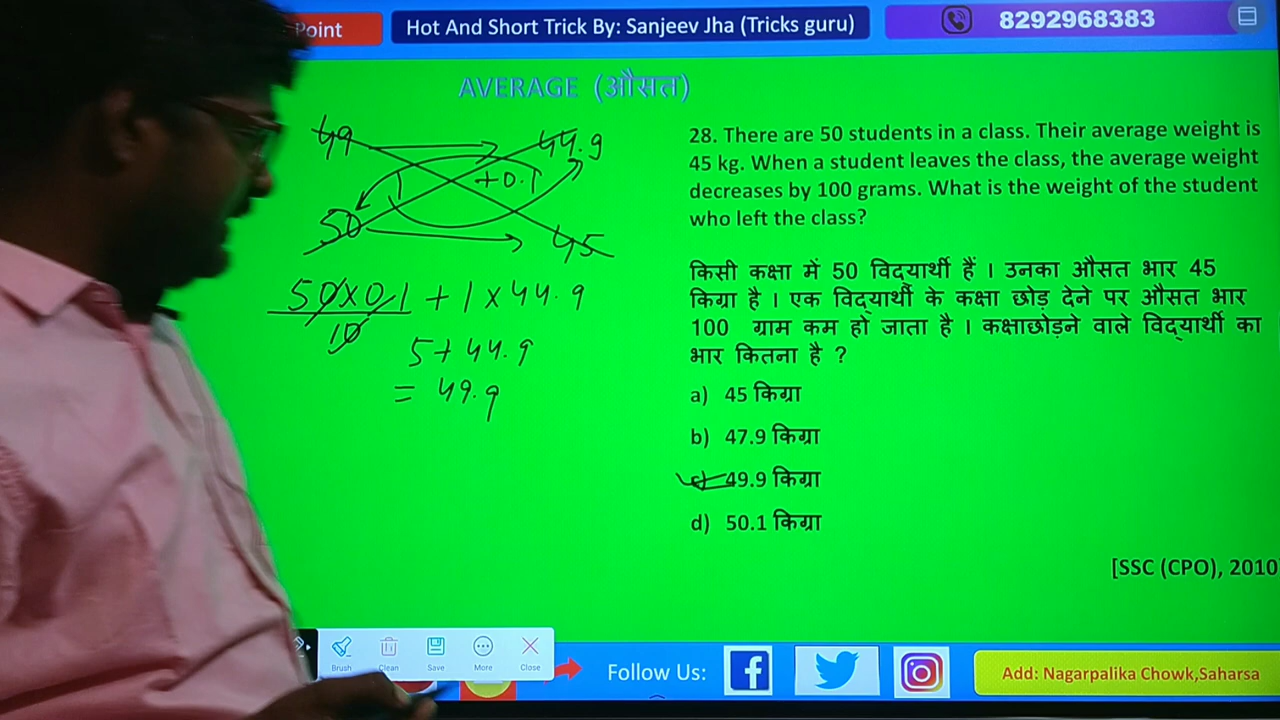 Point
Hot And Short Trick By: Sanjeev Jha (Tricks guru)
8292968383
AVERAGE (औसत)
49 44.9
1 +0.1
50 45
50X0.1 + 1 X 44.9
10
5 + 44.9
= 49.9
28. There are 50 students in a class. Their average weight is
45 kg. When a student leaves the class, the average weight
decreases by 100 grams. What is the weight of the student
who left the class?
किसी कक्षा में 50 विद्यार्थी हैं । उनका औसत भार 45
किग्रा है । एक विद्यार्थी के कक्षा छोड़ देने पर औसत भार
100 ग्राम कम हो जाता है । कक्षाछोड़ने वाले विद्यार्थी का
भार कितना है ?
a) 45 किग्रा
b) 47.9 किग्रा
c) 49.9 किग्रा
d) 50.1 किग्रा
[SSC (CPO), 2010
Brush Clean Save More Close
Follow Us:
Add: Nagarpalika Chowk,Saharsa